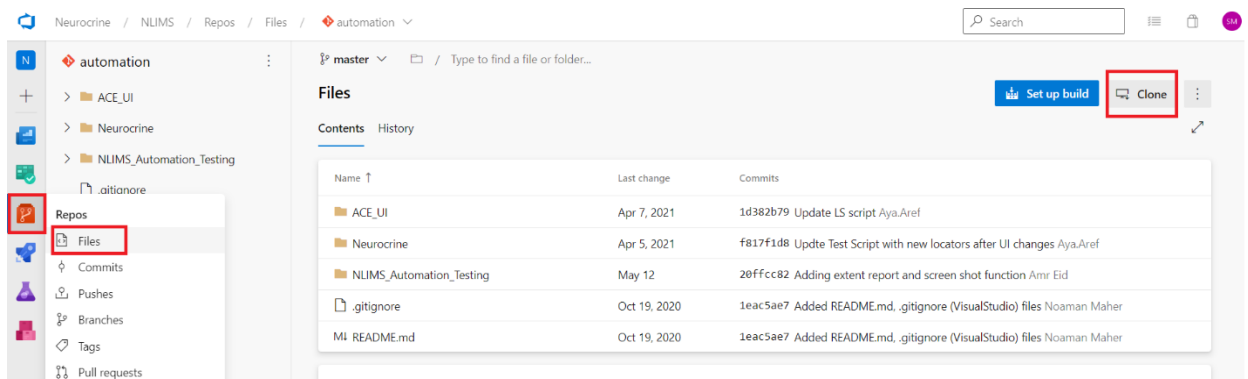 Neurocrine / NLIMS / Repos / Files / automation
Search
SM
N
automation
ACE_UI
Neurocrine
NLIMS_Automation_Testing
.gitignore
Repos
Files
Commits
Pushes
Branches
Tags
Pull requests
master / Type to find a file or folder...
Files
Set up build
Clone
Contents History
Name ↑ Last change Commits
ACE_UI Apr 7, 2021 1d382b79 Update LS script Aya.Aref
Neurocrine Apr 5, 2021 f817f1d8 Updte Test Script with new locators after UI changes Aya.Aref
NLIMS_Automation_Testing May 12 20ffcc82 Adding extent report and screen shot function Amr Eid
.gitignore Oct 19, 2020 1eac5ae7 Added README.md, .gitignore (VisualStudio) files Noaman Maher
M↓ README.md Oct 19, 2020 1eac5ae7 Added README.md, .gitignore (VisualStudio) files Noaman Maher